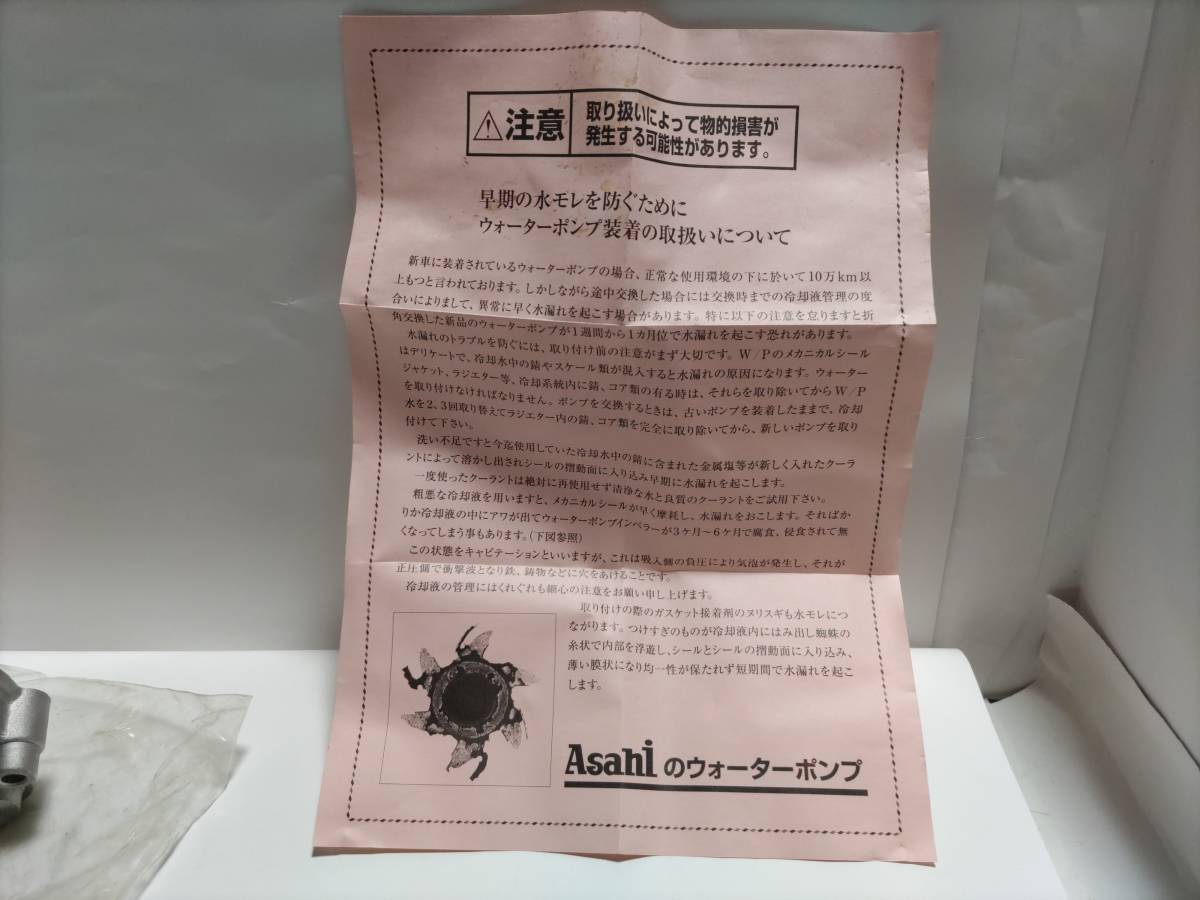 注意
取り扱いによって物的損害が
発生する可能性があります。
早期の水モレを防ぐために
ウォーターポンプ装着の取扱いについて
新車に装着されているウォーターポンプの場合、正常な使用環境の下に於いて10万km以
上もつと言われております。しかしながら途中交換した場合には交換時までの冷却液管理の度
合いによりまして、異常に早く水漏れを起こす場合があります。特に以下の注意を怠りますと折
角交換した新品のウォーターポンプが1週間から1カ月位で水漏れを起こす恐れがあります。
水漏れのトラブルを防ぐには、取り付け前の注意がまず大切です。W/Pのメカニカルシール
はデリケートで、冷却水中の錆やスケール類が混入すると水漏れの原因になります。ウォーター
ジャケット、ラジエター等、冷却系統内に錆、コア類の有る時は、それらを取り除いてからW/P
を取り付けなければなりません。ポンプを交換するときは、古いポンプを装着したままで、冷却
水を2、3回取り替えてラジエター内の錆、コア類を完全に取り除いてから、新しいポンプを取り
付けて下さい。
洗い不足ですと今迄使用していた冷却水中の錆に含まれた金属塩等が新しく入れたクーラ
ントによって溶かし出されシールの摺動面に入り込み早期に水漏れを起こします。
一度使ったクーラントは絶対に再使用せず清浄な水と良質のクーラントをご試用下さい。
粗悪な冷却液を用いますと、メカニカルシールが早く摩耗し、水漏れをおこします。そればか
りか冷却液の中にアワが出てウォーターポンプインペラーが3ケ月〜6ケ月で腐食、侵食されて無
くなってしまう事もあります。(下図参照)
この状態をキャビテーションといいますが、これは吸入側の負圧により気泡が発生し、それが
正圧側で衝撃波となり鉄、鋳物などに穴をあけることです。
冷却液の管理にはくれぐれも細心の注意をお願い申し上げます。
取り付けの際のガスケット接着剤のヌリスギも水モレにつ
ながります。つけすぎのものが冷却液内にはみ出し蜘蛛の
糸状で内部を浮遊し、シールとシールの摺動面に入り込み、
薄い膜状になり均一性が保たれず短期間で水漏れを起こ
します。
Asahi のウォーターポンプ